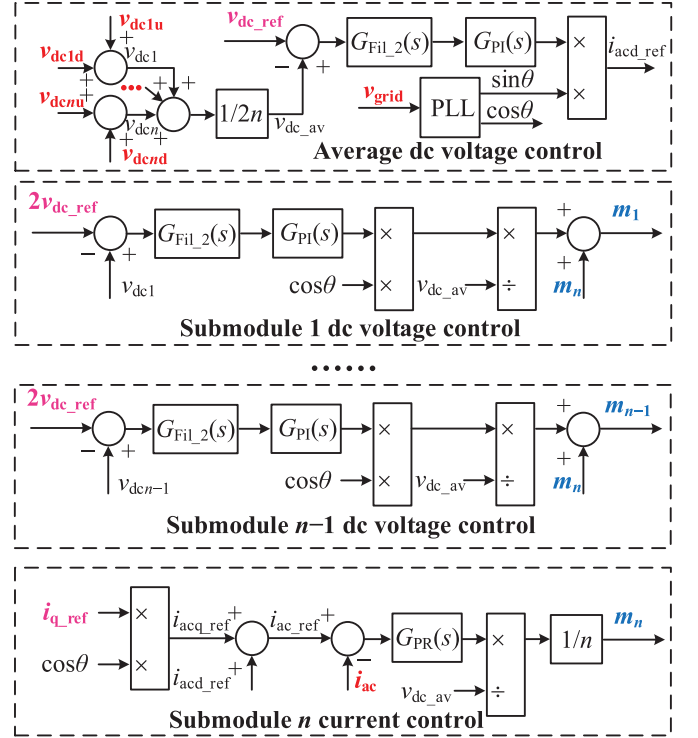 v_dc1u
v_dc_ref
v_dc1d
+
v_dc1
+
+
•••
+
+
v_dcnu
+
v_dcn
+
+
v_dcnd
1/2n
v_dc_av
−
+
G_Fil_2(s)
G_PI(s)
×
×
i_acd_ref
v_grid
PLL
sinθ
cosθ
Average dc voltage control
2v_dc_ref
−
+
v_dc1
G_Fil_2(s)
G_PI(s)
×
×
cosθ
v_dc_av
×
÷
+
+
m_n
m_1
Submodule 1 dc voltage control
••••••
2v_dc_ref
−
+
v_dcn−1
G_Fil_2(s)
G_PI(s)
×
×
cosθ
v_dc_av
×
÷
+
+
m_n
m_n−1
Submodule n−1 dc voltage control
i_q_ref
cosθ
×
×
i_acq_ref
+
i_acd_ref
+
i_ac_ref
+
−
i_ac
G_PR(s)
v_dc_av
×
÷
1/n
m_n
Submodule n current control